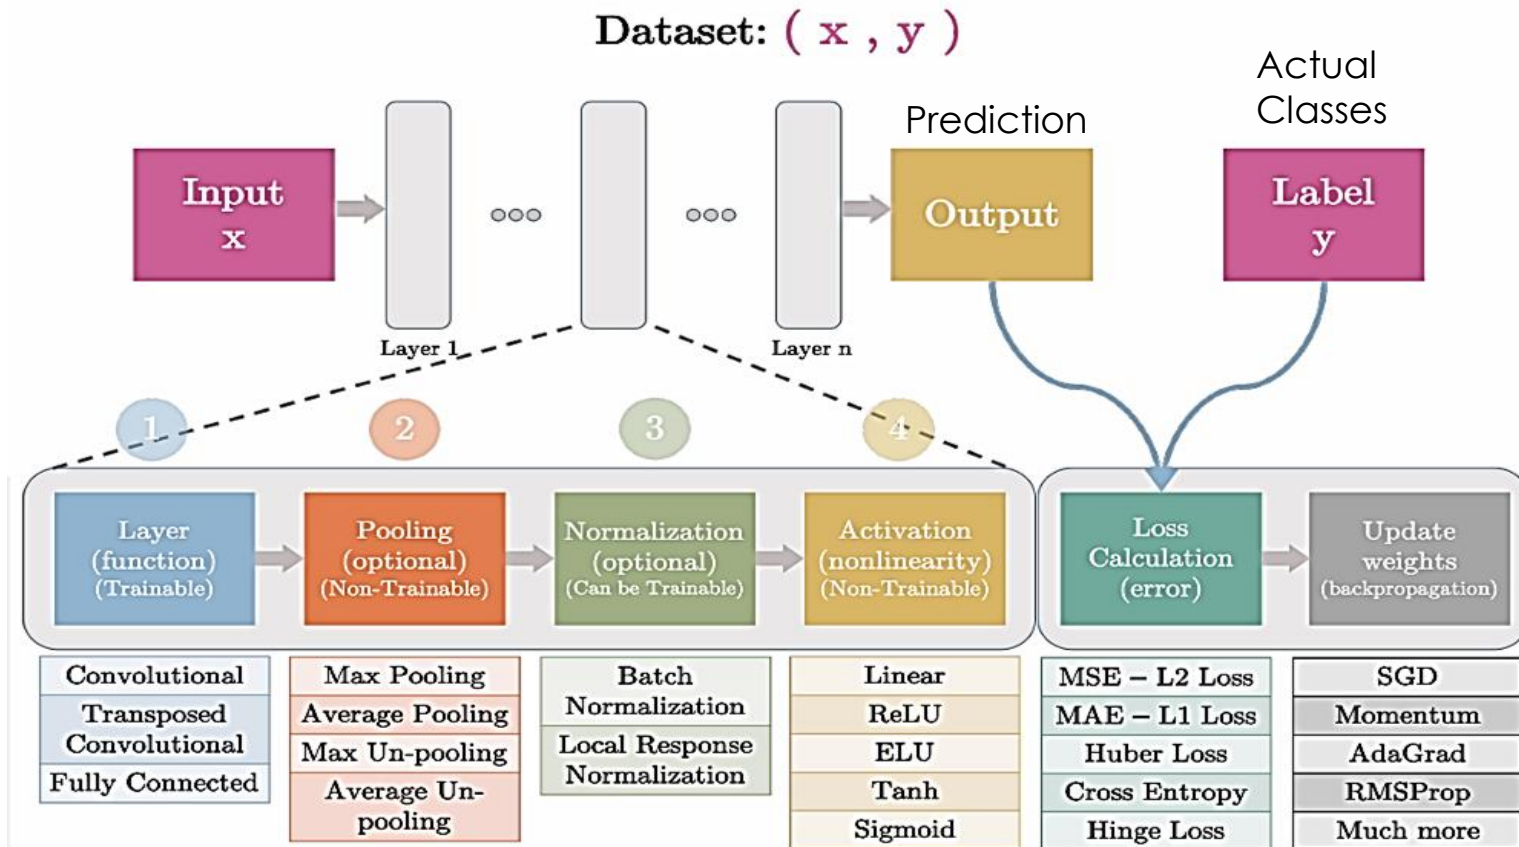 Dataset: ( x , y )
Input
x
Layer 1
Layer n
Prediction
Output
Actual
Classes
Label
y
1
2
3
4
Layer
(function)
(Trainable)
Pooling
(optional)
(Non-Trainable)
Normalization
(optional)
(Can be Trainable)
Activation
(nonlinearity)
(Non-Trainable)
Loss
Calculation
(error)
Update
weights
(backpropagation)
Convolutional
Transposed
Convolutional
Fully Connected
Max Pooling
Average Pooling
Max Un-pooling
Average Un-
pooling
Batch
Normalization
Local Response
Normalization
Linear
ReLU
ELU
Tanh
Sigmoid
MSE – L2 Loss
MAE – L1 Loss
Huber Loss
Cross Entropy
Hinge Loss
SGD
Momentum
AdaGrad
RMSProp
Much more